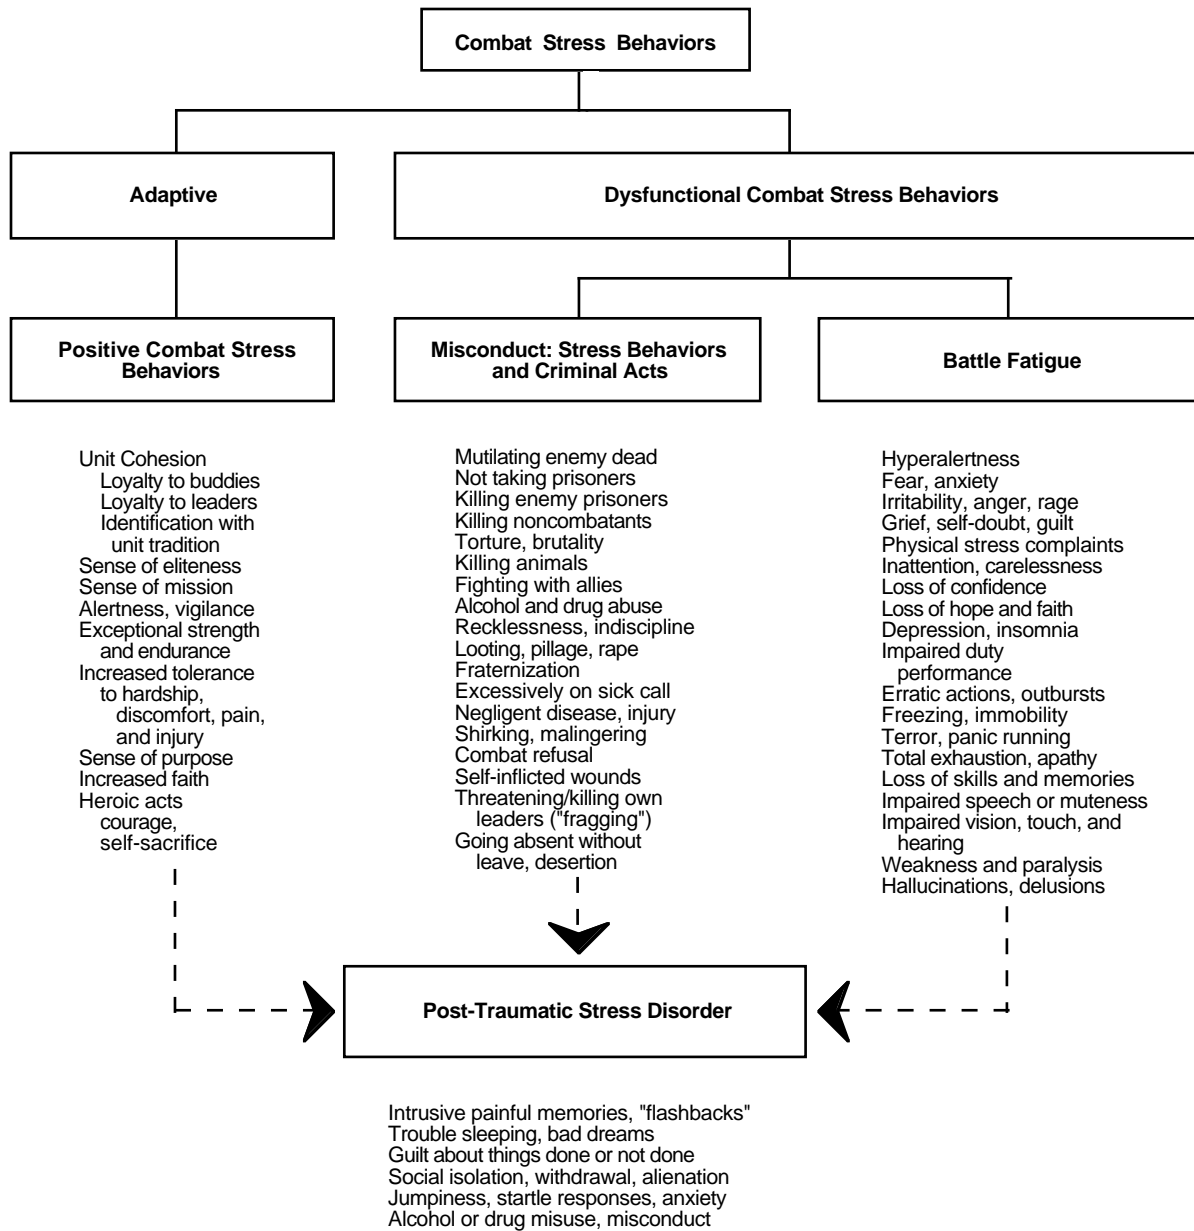 Combat Stress Behaviors
Adaptive
Dysfunctional Combat Stress Behaviors
Positive Combat Stress
Behaviors
Misconduct: Stress Behaviors
and Criminal Acts
Battle Fatigue
Unit Cohesion
Loyalty to buddies
Loyalty to leaders
Identification with
unit tradition
Sense of eliteness
Sense of mission
Alertness, vigilance
Exceptional strength
and endurance
Increased tolerance
to hardship,
discomfort, pain,
and injury
Sense of purpose
Increased faith
Heroic acts
courage,
self-sacrifice
Mutilating enemy dead
Not taking prisoners
Killing enemy prisoners
Killing noncombatants
Torture, brutality
Killing animals
Fighting with allies
Alcohol and drug abuse
Recklessness, indiscipline
Looting, pillage, rape
Fraternization
Excessively on sick call
Negligent disease, injury
Shirking, malingering
Combat refusal
Self-inflicted wounds
Threatening/killing own
leaders ("fragging")
Going absent without
leave, desertion
Hyperalertness
Fear, anxiety
Irritability, anger, rage
Grief, self-doubt, guilt
Physical stress complaints
Inattention, carelessness
Loss of confidence
Loss of hope and faith
Depression, insomnia
Impaired duty
performance
Erratic actions, outbursts
Freezing, immobility
Terror, panic running
Total exhaustion, apathy
Loss of skills and memories
Impaired speech or muteness
Impaired vision, touch, and
hearing
Weakness and paralysis
Hallucinations, delusions
Post-Traumatic Stress Disorder
Intrusive painful memories, "flashbacks"
Trouble sleeping, bad dreams
Guilt about things done or not done
Social isolation, withdrawal, alienation
Jumpiness, startle responses, anxiety
Alcohol or drug misuse, misconduct